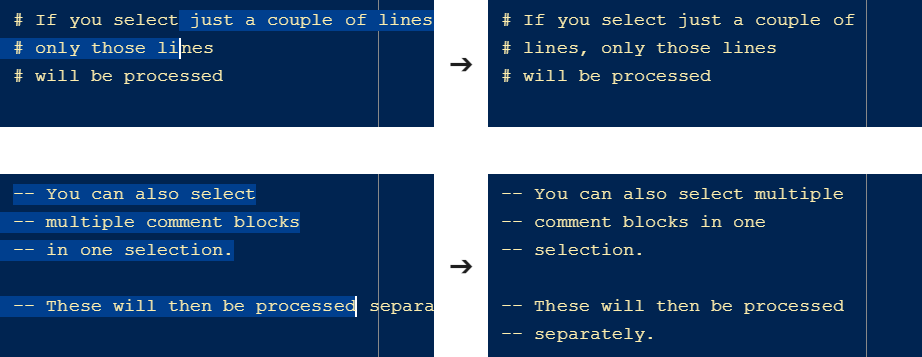 # If you select just a couple of lines
# only those lines
# will be processed
→
# If you select just a couple of
# lines, only those lines
# will be processed
-- You can also select
-- multiple comment blocks
-- in one selection.
-- These will then be processed separa
→
-- You can also select multiple
-- comment blocks in one
-- selection.
-- These will then be processed
-- separately.